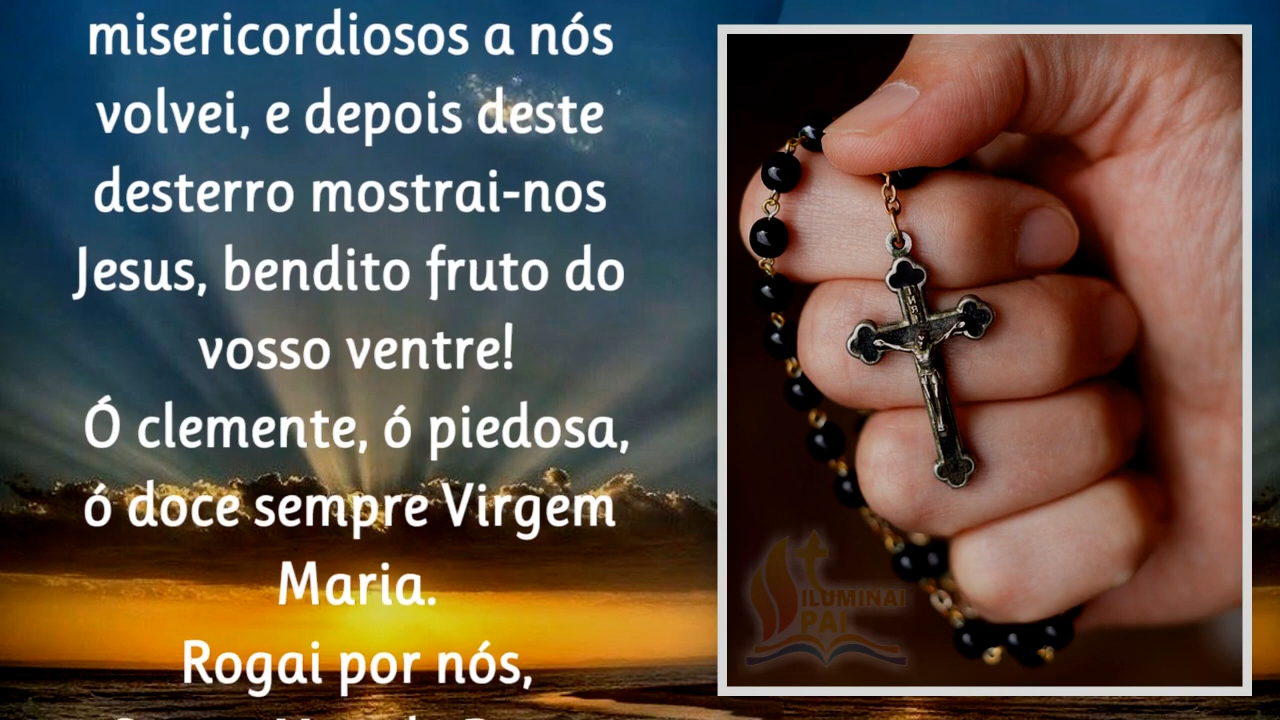 misericordiosos a nós
volvei, e depois deste
desterro mostrai-nos
Jesus, bendito fruto do
vosso ventre!
Ó clemente, ó piedosa,
ó doce sempre Virgem
Maria.
Rogai por nós,
ILUMINAI
PAI